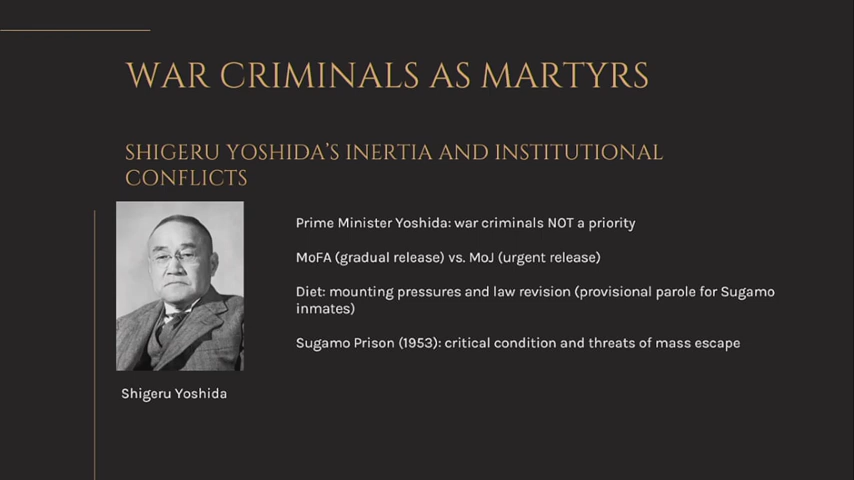 WAR CRIMINALS AS MARTYRS
SHIGERU YOSHIDA'S INERTIA AND INSTITUTIONAL
CONFLICTS
Prime Minister Yoshida: war criminals NOT a priority
MoFA (gradual release) vs. MoJ (urgent release)
Diet: mounting pressures and law revision (provisional parole for Sugamo
inmates)
Sugamo Prison (1953): critical condition and threats of mass escape
Shigeru Yoshida